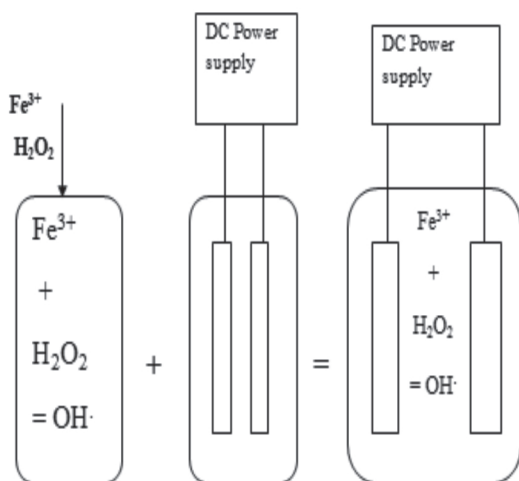 Fe³⁺
H₂O₂
Fe³⁺
+
H₂O₂
= OH·
+
DC Power
supply
=
DC Power
supply
Fe³⁺
+
H₂O₂
= OH·